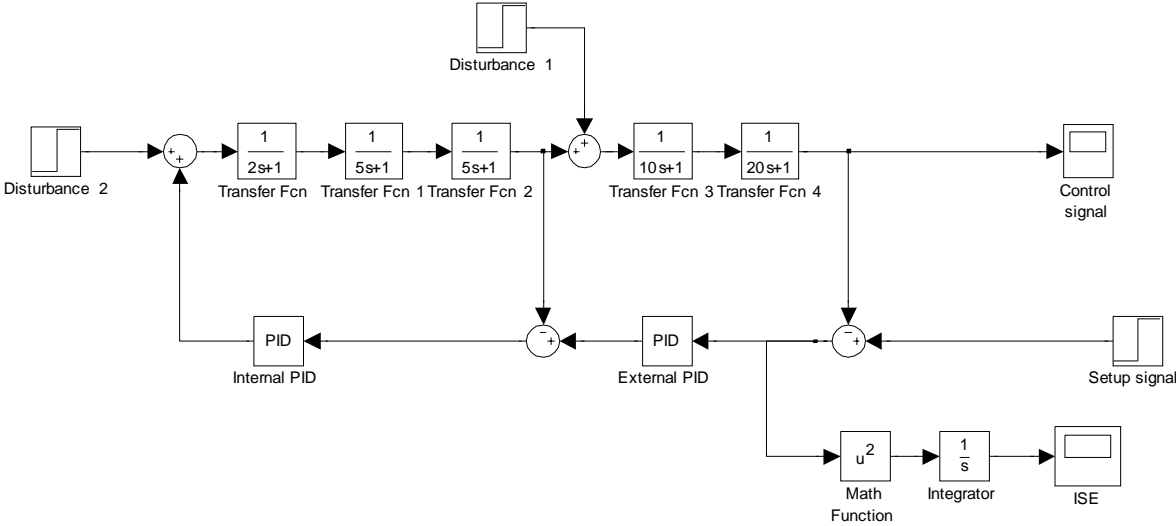 Disturbance 1
+
+
+
+
1
2s+1
1
5s+1
1
5s+1
1
10s+1
1
20s+1
Disturbance 2
Transfer Fcn
Transfer Fcn 1
Transfer Fcn 2
Transfer Fcn 3
Transfer Fcn 4
Control
signal
PID
−
+
PID
−
+
Internal PID
External PID
Setup signal
u2
1
s
Math
Function
Integrator
ISE